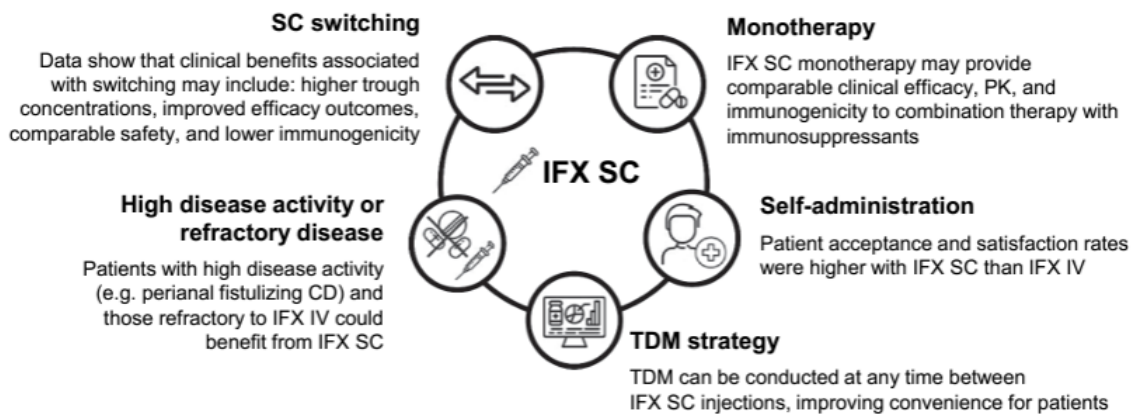 SC switching
Data show that clinical benefits associated
with switching may include: higher trough
concentrations, improved efficacy outcomes,
comparable safety, and lower immunogenicity
Monotherapy
IFX SC monotherapy may provide
comparable clinical efficacy, PK, and
immunogenicity to combination therapy with
immunosuppressants
IFX SC
High disease activity or
refractory disease
Patients with high disease activity
(e.g. perianal fistulizing CD) and
those refractory to IFX IV could
benefit from IFX SC
Self-administration
Patient acceptance and satisfaction rates
were higher with IFX SC than IFX IV
TDM strategy
TDM can be conducted at any time between
IFX SC injections, improving convenience for patients